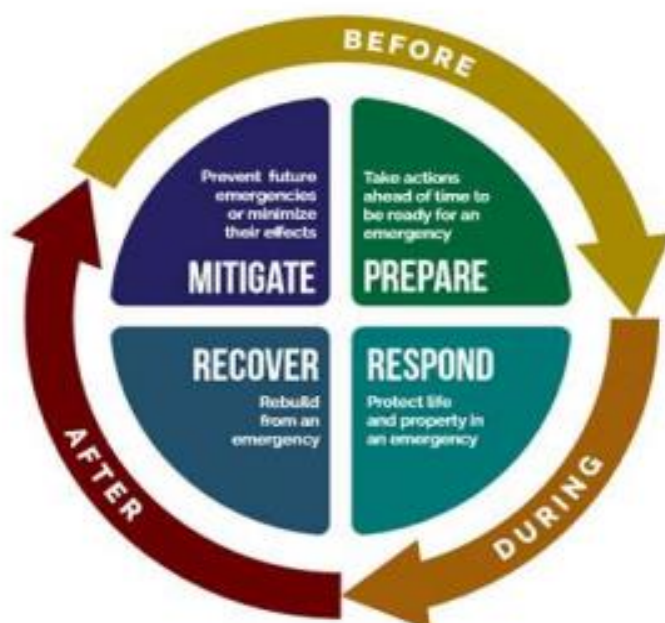 BEFORE
Prevent future
emergencies
or minimize
their effects
MITIGATE
Take actions
ahead of time to
be ready for an
emergency
PREPARE
RECOVER
Rebuild
from an
emergency
RESPOND
Protect life
and property in
an emergency
AFTER
DURING